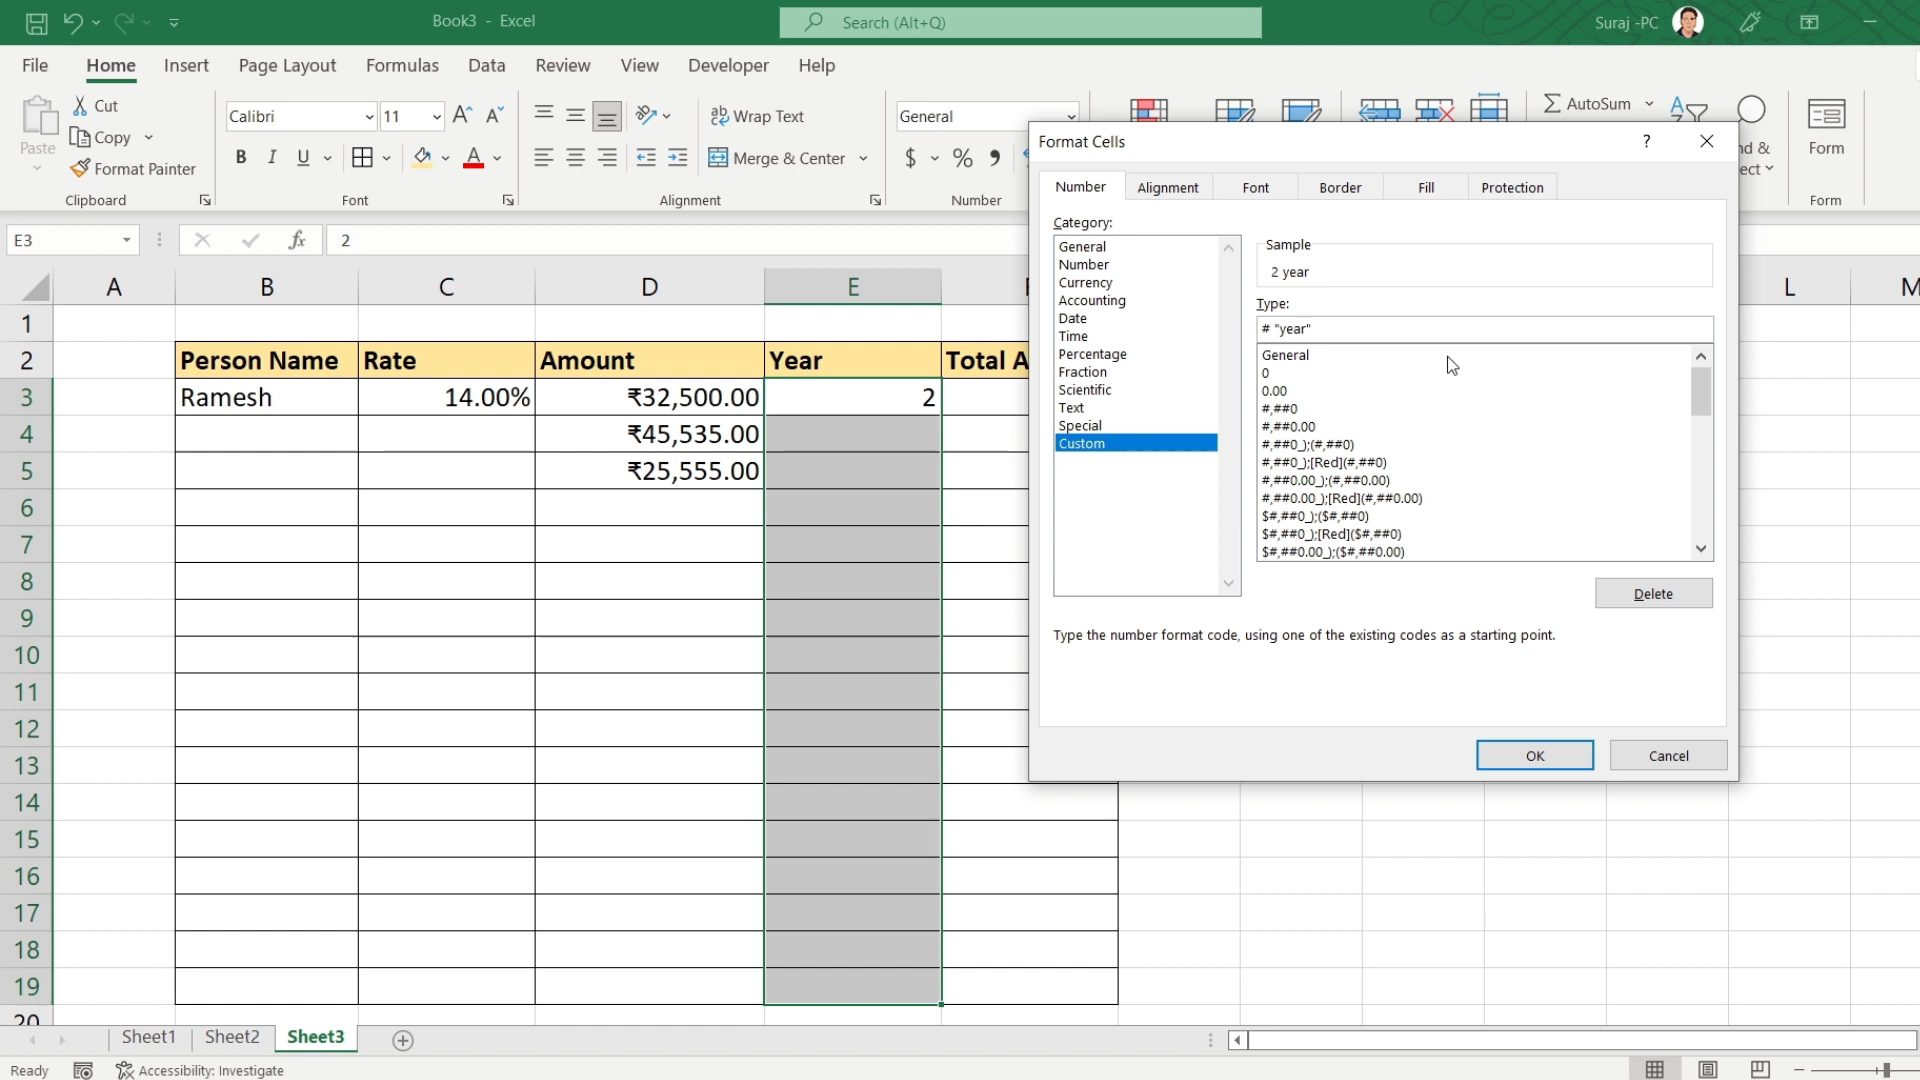 Book3 - Excel
Search (Alt+Q)
Suraj -PC
File
Home
Insert
Page Layout
Formulas
Data
Review
View
Developer
Help
Paste
Cut
Copy
Format Painter
Clipboard
Calibri
11
B I U
A
Font
ab Wrap Text
Merge & Center
Alignment
General
$ % ,
Number
AutoSum
nd &
ect
Form
Form
E3
fx
2
A B C D E L M
1
2 Person Name Rate Amount Year Total A
3 Ramesh 14.00% ₹32,500.00 2
4 ₹45,535.00
5 ₹25,555.00
6
7
8
9
10
11
12
13
14
15
16
17
18
19
20
Format Cells
?
Number
Alignment
Font
Border
Fill
Protection
Category:
General
Number
Currency
Accounting
Date
Time
Percentage
Fraction
Scientific
Text
Special
Custom
Sample
2 year
Type:
# "year"
General
0
0.00
#,##0
#,##0.00
#,##0_);(#,##0)
#,##0_);[Red](#,##0)
#,##0.00_);(#,##0.00)
#,##0.00_);[Red](#,##0.00)
$#,##0_);($#,##0)
$#,##0_);[Red]($#,##0)
$#,##0.00_);($#,##0.00)
Delete
Type the number format code, using one of the existing codes as a starting point.
OK
Cancel
Sheet1
Sheet2
Sheet3
Ready
Accessibility: Investigate